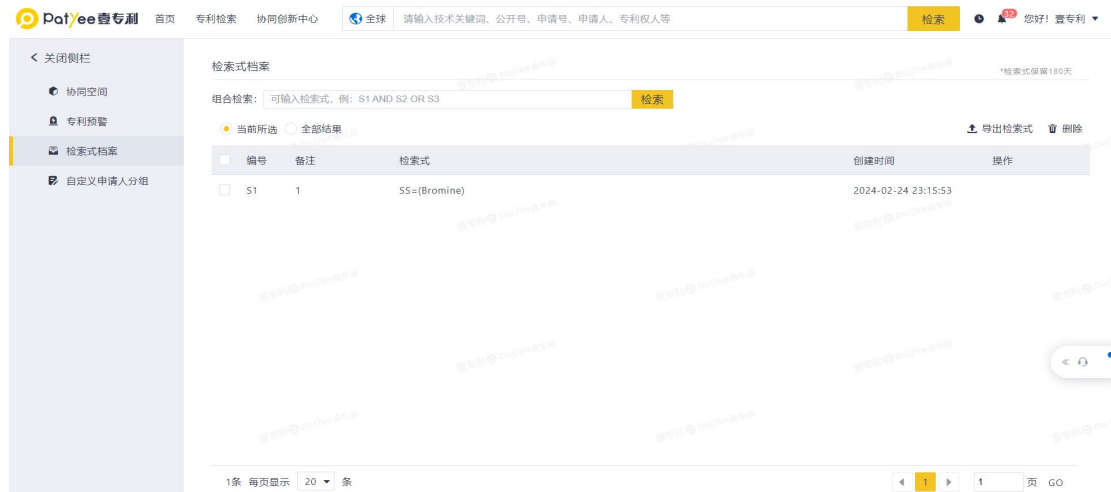 Patyee壹专利 首页 专利检索 协同创新中心 全球 请输入技术关键词、公开号、申请号、申请人、专利权人等 检索 32 您好！壹专利
关闭侧栏
协同空间
专利预警
检索式档案
自定义申请人分组
检索式档案 *检索式保留180天
组合检索： 可输入检索式，例：S1 AND S2 OR S3 检索
当前所选 全部结果 导出检索式 删除
编号 备注 检索式 创建时间 操作
S1 1 SS=(Bromine) 2024-02-24 23:15:53
1条 每页显示 20 条 1 1 页 GO